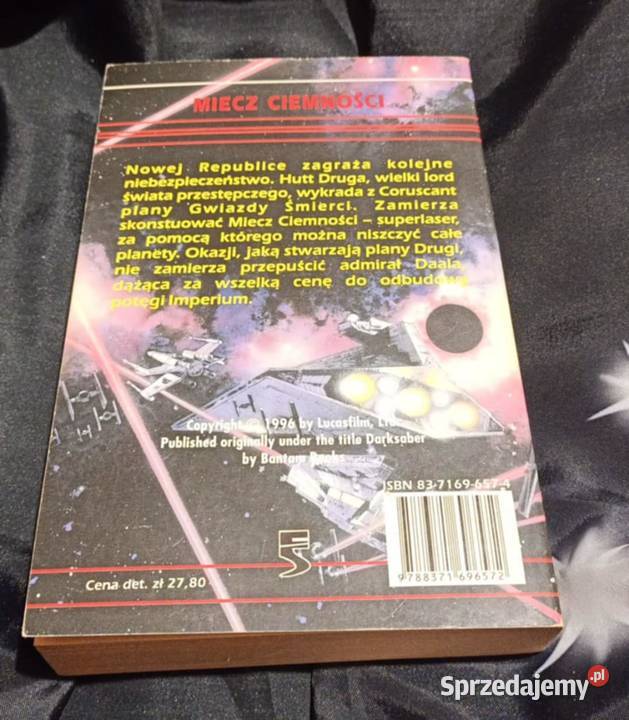 MIECZ CIEMNOŚCI
Nowej Republice zagraża kolejne
niebezpieczeństwo. Hutt Druga, wielki lord
świata przestępczego, wykrada z Coruscant
plany Gwiazdy Śmierci. Zamierza
skonstuować Miecz Ciemności – superlaser,
za pomocą którego można niszczyć całe
planety. Okazji, jaką stwarzają plany Drugi,
nie zamierza przepuścić admirał Daala,
dążąca za wszelką cenę do odbudowy
potęgi Imperium.
Copyright © 1996 by Lucasfilm, Ltd.
Published originally under the title Darksaber
by Bantam Books
ISBN 83-7169-657-4
9788371696572
Cena det. zł 27,80
Sprzedajemy.pl